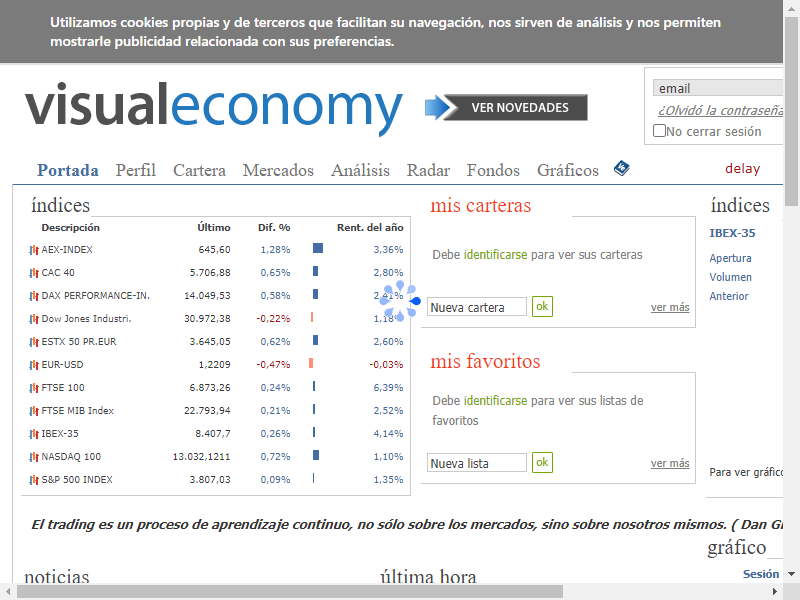 Utilizamos cookies propias y de terceros que facilitan su navegación, nos sirven de análisis y nos permiten
mostrarle publicidad relacionada con sus preferencias.
visualeconomy
VER NOVEDADES
email
¿Olvidó la contraseña
No cerrar sesión
Portada Perfil Cartera Mercados Análisis Radar Fondos Gráficos
delay
índices
Descripción Último Dif. % Rent. del año
AEX-INDEX 645,60 1,28% 3,36%
CAC 40 5.706,88 0,65% 2,80%
DAX PERFORMANCE-IN. 14.049,53 0,58% 2,41%
Dow Jones Industri. 30.972,38 -0,22% 1,18%
ESTX 50 PR.EUR 3.645,05 0,62% 2,60%
EUR-USD 1,2209 -0,47% -0,03%
FTSE 100 6.873,26 0,24% 6,39%
FTSE MIB Index 22.793,94 0,21% 2,52%
IBEX-35 8.407,7 0,26% 4,14%
NASDAQ 100 13.032,1211 0,72% 1,10%
S&P 500 INDEX 3.807,03 0,09% 1,35%
mis carteras
Debe identificarse para ver sus carteras
Nueva cartera ok ver más
mis favoritos
Debe identificarse para ver sus listas de
favoritos
Nueva lista ok ver más
índices
IBEX-35
Apertura
Volumen
Anterior
Para ver gráfico
El trading es un proceso de aprendizaje continuo, no sólo sobre los mercados, sino sobre nosotros mismos. ( Dan
gráfico
Sesión
noticias
última hora